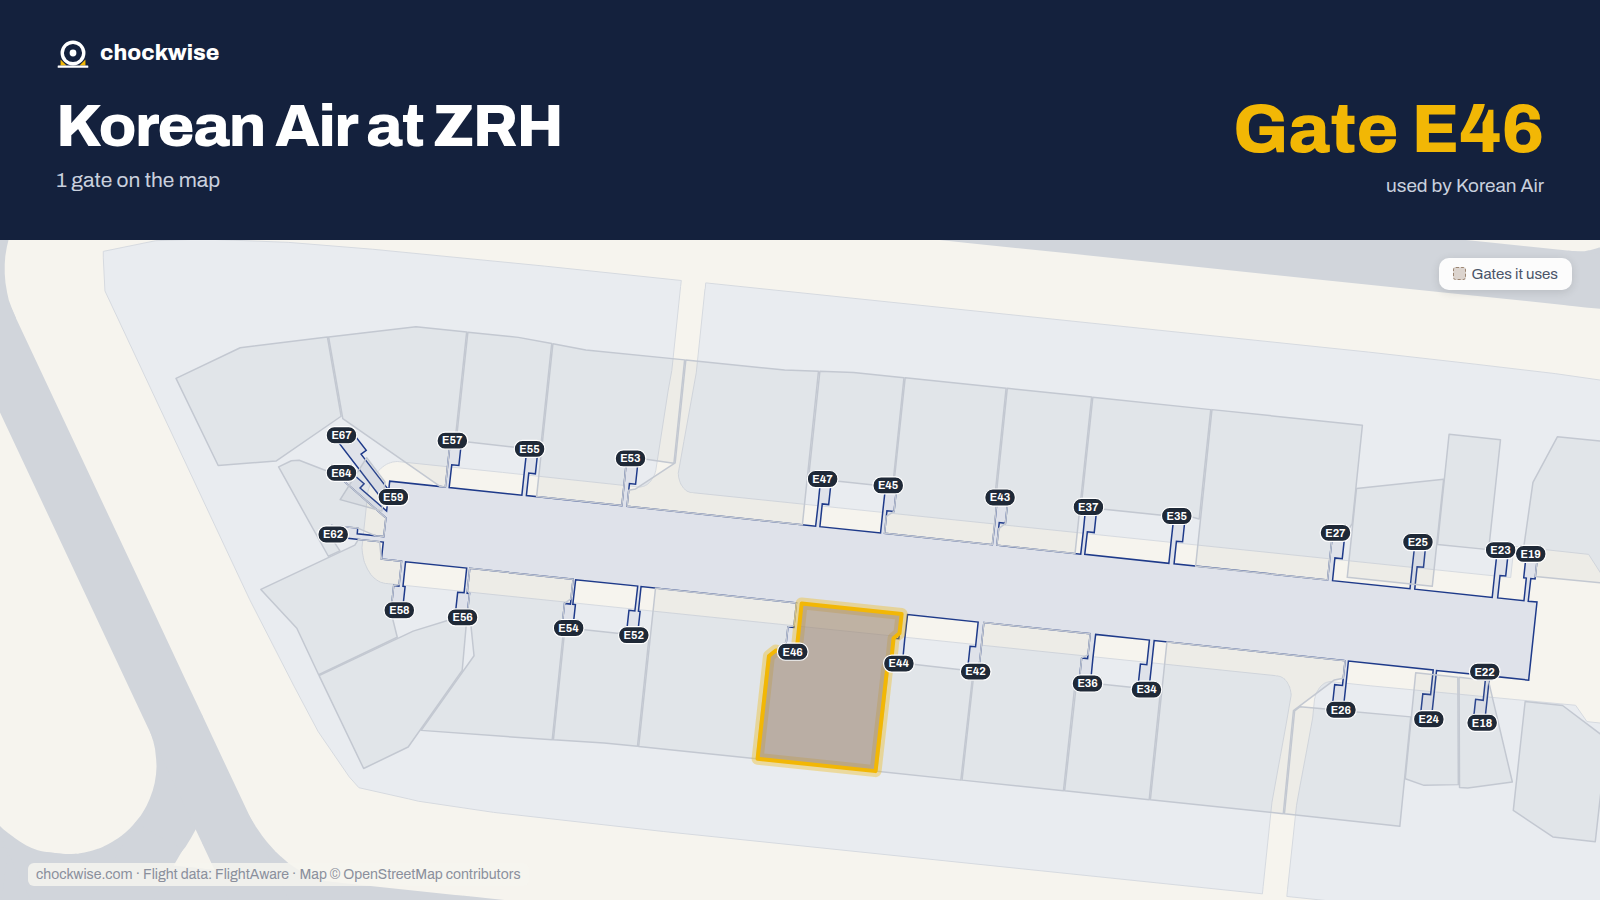 chockwise
Korean Air at ZRH
1 gate on the map
Gate E46
used by Korean Air
Gates it uses
E67
E57
E55
E53
E64
E59
E62
E47
E45
E43
E37
E35
E27
E25
E23
E19
E58
E56
E54
E52
E46
E44
E42
E36
E34
E26
E24
E22
E18
chockwise.com · Flight data: FlightAware · Map © OpenStreetMap contributors